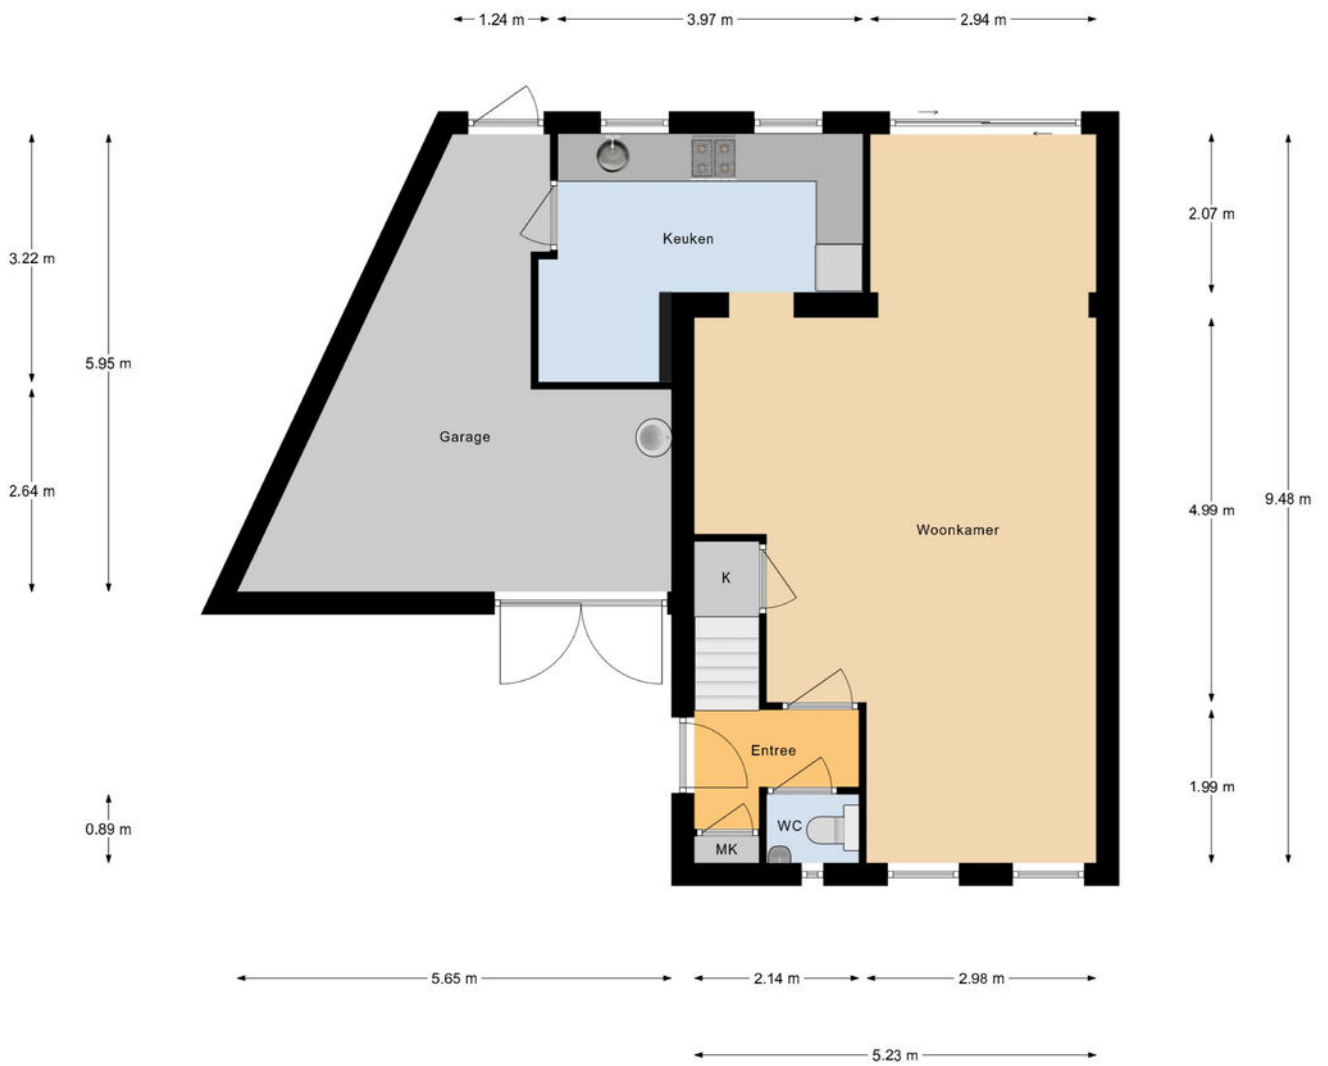 1.24 m
3.97 m
2.94 m
Keuken
2.07 m
3.22 m
5.95 m
Garage
2.64 m
9.48 m
4.99 m
Woonkamer
K
Entree
1.99 m
0.89 m
WC
MK
5.65 m
2.14 m
2.98 m
5.23 m